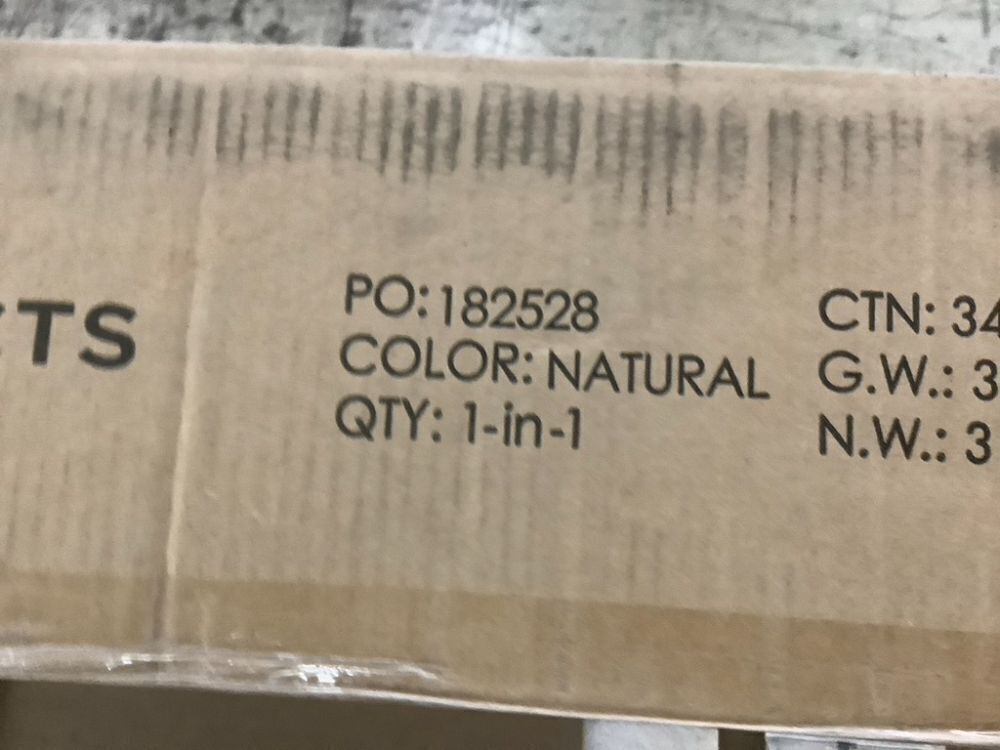 TS
PO: 182528
COLOR: NATURAL
QTY: 1-in-1
CTN: 34
G.W.: 3
N.W.: 3